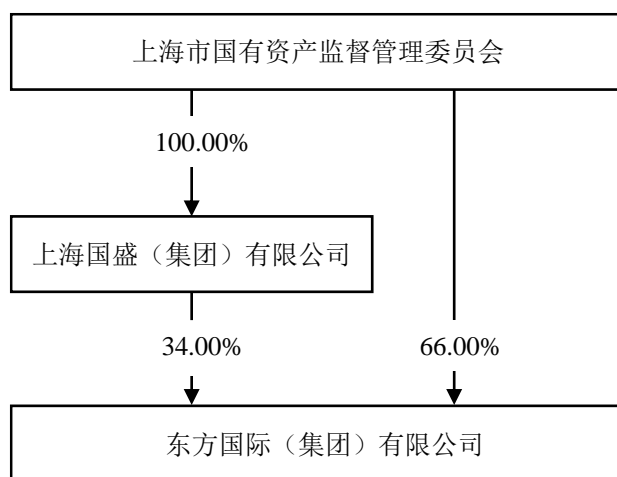 上海市国有资产监督管理委员会
100.00%
上海国盛（集团）有限公司
34.00%
66.00%
东方国际（集团）有限公司